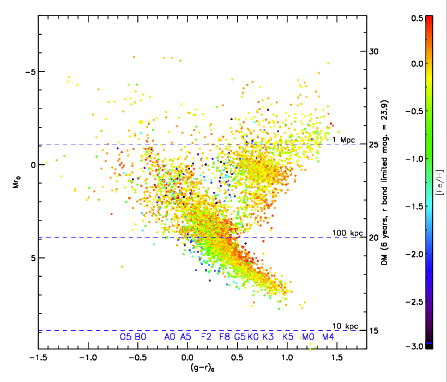 0.5
0.0
-0.5
-1.0
-1.5
-2.0
-2.5
-3.0
[Fe/H]
-5
0
5
Mr₀
30
25
20
15
DM (6 years, r band limited mag. = 23.9)
1 Mpc
100 kpc
10 kpc
O5 B0 A0 A5 F2 F8 G5 K0 K3 K5 M0 M4
-1.5 -1.0 -0.5 0.0 0.5 1.0 1.5
(g-r)₀